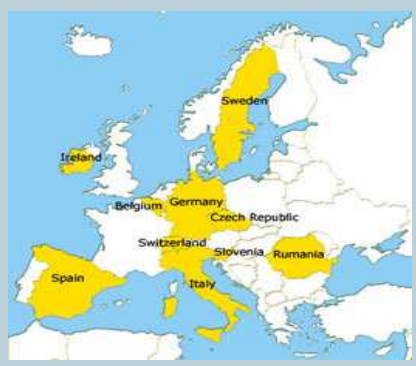 Sweden
Ireland
Belgium
Germany
Czech Republic
Switzerland
Slovenia
Rumania
Spain
Italy